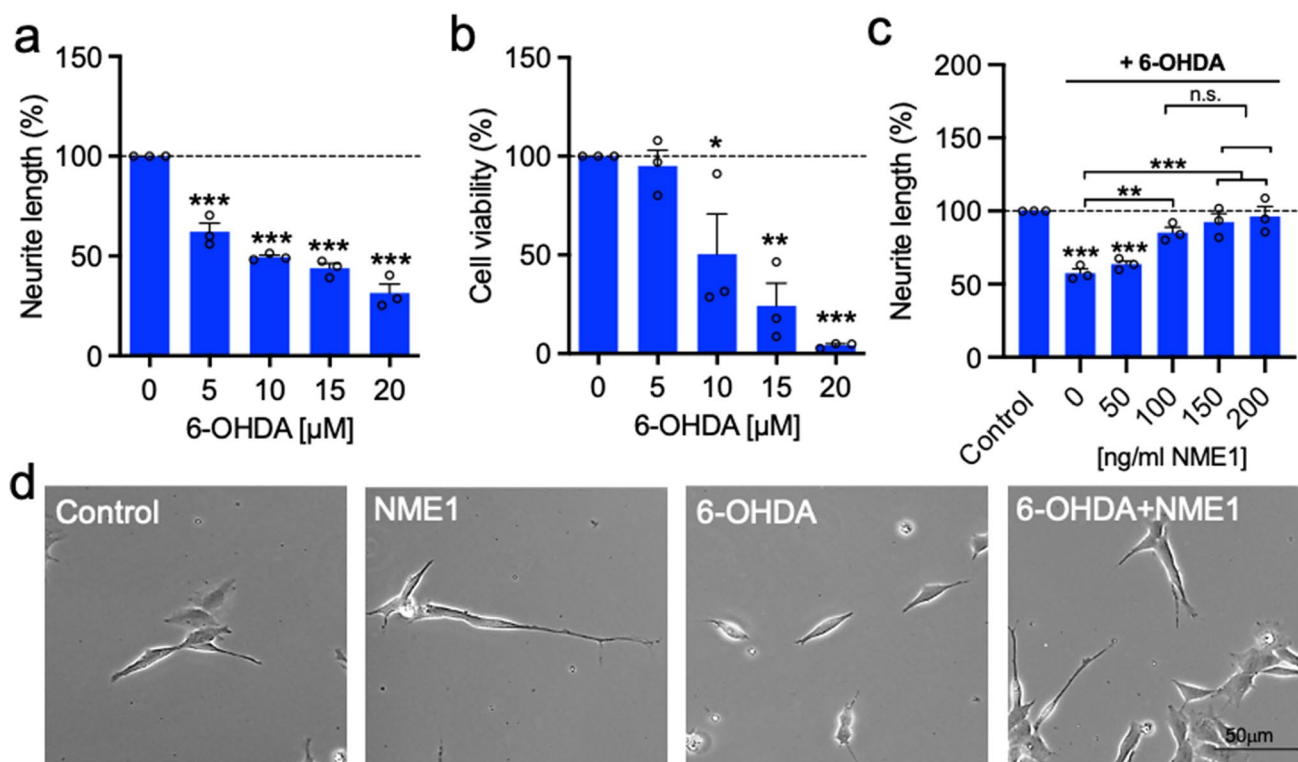 a
150
100
50
0
Neurite length (%)
***
***
***
***
0 5 10 15 20
6-OHDA [µM]
b
150
100
50
0
Cell viability (%)
*
**
***
0 5 10 15 20
6-OHDA [µM]
c
200
150
100
50
0
Neurite length (%)
+ 6-OHDA
n.s.
***
**
***
***
Control 0 50 100 150 200
[ng/ml NME1]
d
Control
NME1
6-OHDA
6-OHDA+NME1
50µm